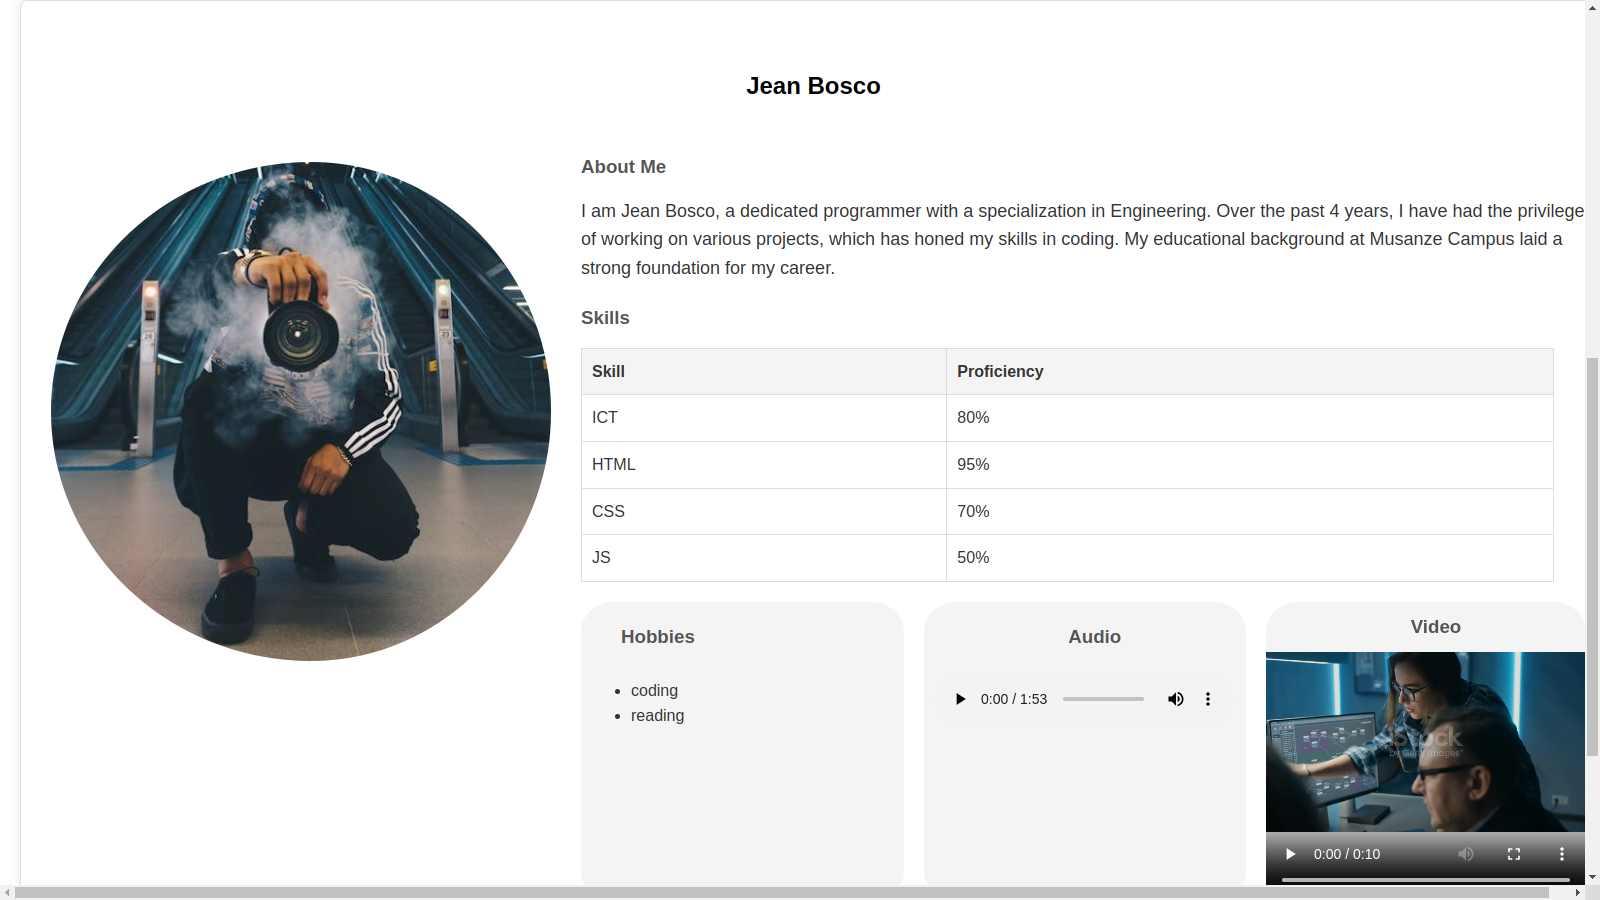 Jean Bosco
About Me
I am Jean Bosco, a dedicated programmer with a specialization in Engineering. Over the past 4 years, I have had the privilege
of working on various projects, which has honed my skills in coding. My educational background at Musanze Campus laid a
strong foundation for my career.
Skills
Skill Proficiency
ICT 80%
HTML 95%
CSS 70%
JS 50%
Hobbies
coding
reading
Audio
0:00 / 1:53
Video
iStock
by Getty Images
0:00 / 0:10
26
23